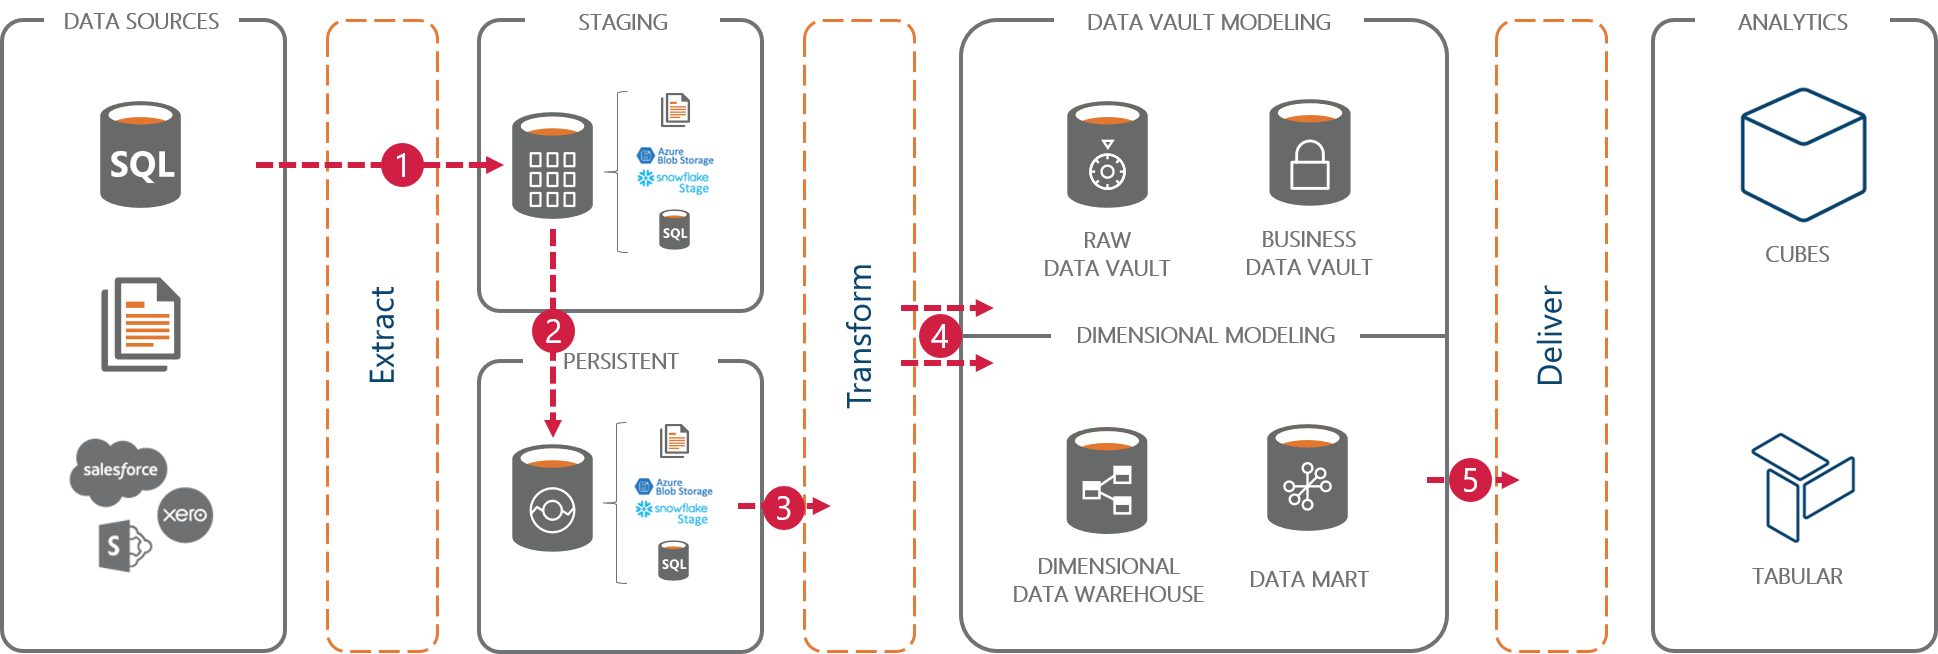 DATA SOURCES
SQL
salesforce
xero
S
Extract
1
STAGING
Azure
Blob Storage
snowflake
Stage
SQL
2
PERSISTENT
Azure
Blob Storage
snowflake
Stage
SQL
3
Transform
4
DATA VAULT MODELING
RAW
DATA VAULT
BUSINESS
DATA VAULT
DIMENSIONAL MODELING
DIMENSIONAL
DATA WAREHOUSE
DATA MART
5
Deliver
ANALYTICS
CUBES
TABULAR